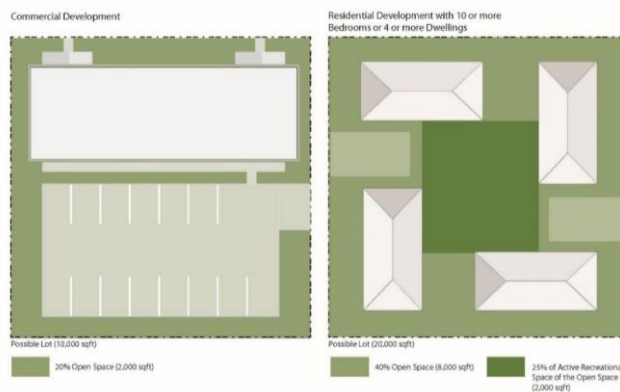 Commercial Development
Residential Development with 10 or more
Bedrooms or 4 or more Dwellings
Possible Lot (10,000 sqft)
20% Open Space (2,000 sqft)
Possible Lot (20,000 sqft)
40% Open Space (8,000 sqft)
25% of Active Recreational
Space of the Open Space
(2,000 sqft)